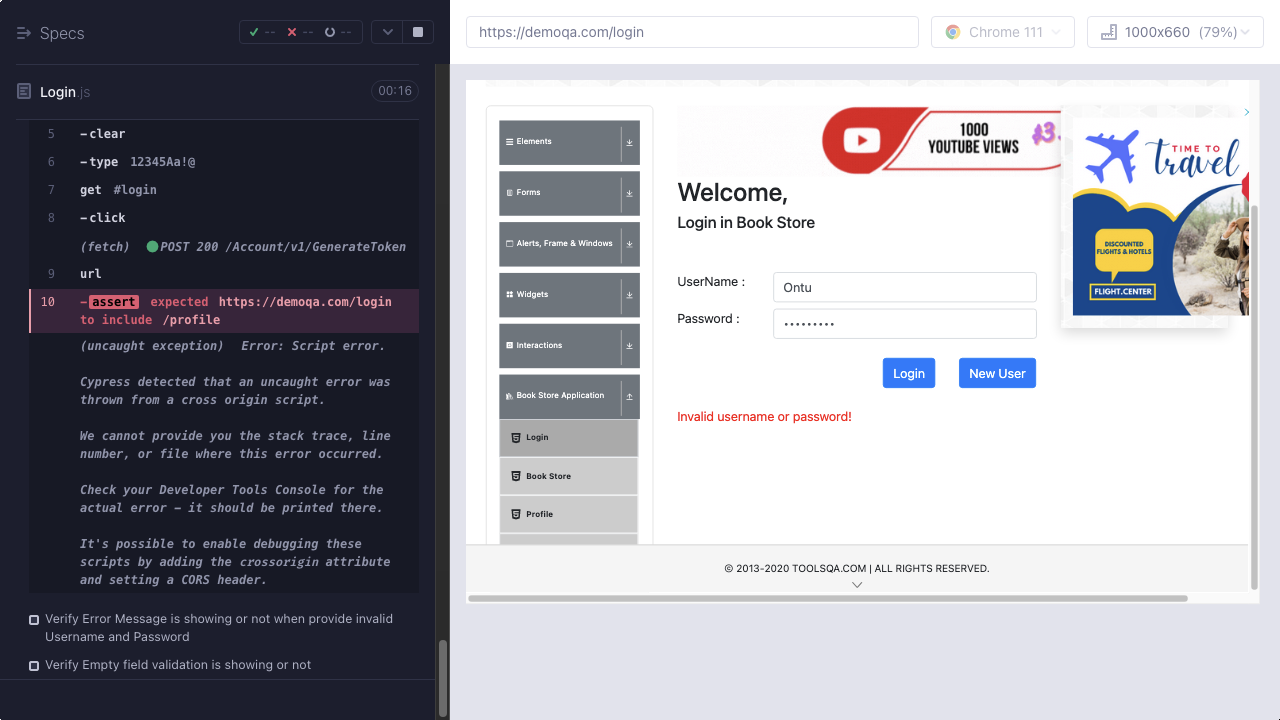 Specs
-- -- --
Login.js
00:16
5 -clear
6 -type 12345Aa!@
7 get #login
8 -click
(fetch) POST 200 /Account/v1/GenerateToken
9 url
10 -assert expected https://demoqa.com/login
to include /profile
(uncaught exception) Error: Script error.
Cypress detected that an uncaught error was
thrown from a cross origin script.
We cannot provide you the stack trace, line
number, or file where this error occurred.
Check your Developer Tools Console for the
actual error - it should be printed there.
It's possible to enable debugging these
scripts by adding the crossorigin attribute
and setting a CORS header.
Verify Error Message is showing or not when provide invalid
Username and Password
Verify Empty field validation is showing or not
https://demoqa.com/login
Chrome 111
1000x660 (79%)
Elements
Forms
Alerts, Frame & Windows
Widgets
Interactions
Book Store Application
Login
Book Store
Profile
1000
YOUTUBE VIEWS
$3
TIME TO
travel
DISCOUNTED
FLIGHTS & HOTELS
FLIGHT.CENTER
Welcome,
Login in Book Store
UserName : Ontu
Password : •••••••••
Login
New User
Invalid username or password!
© 2013-2020 TOOLSQA.COM | ALL RIGHTS RESERVED.